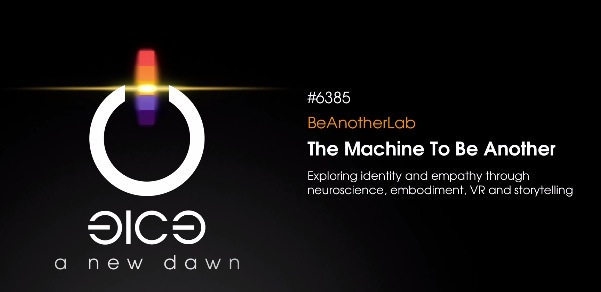 #6385
BeAnotherLab
The Machine To Be Another
Exploring identity and empathy through
neuroscience, embodiment, VR and storytelling
eice
a new dawn